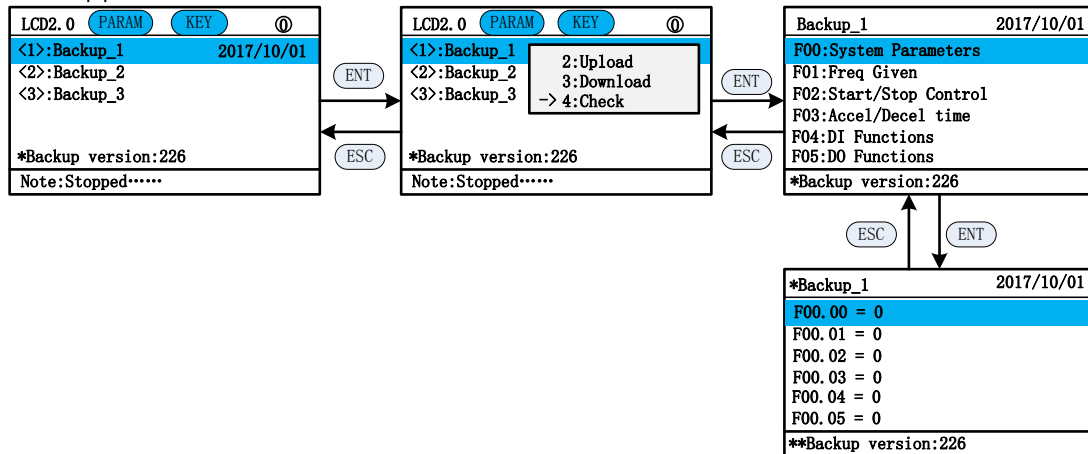 LCD2.0 PARAM KEY ⓪
<1>:Backup_1 2017/10/01
<2>:Backup_2
<3>:Backup_3
*Backup version:226
Note:Stopped······
ENT
ESC
LCD2.0 PARAM KEY ⓪
<1>:Backup_1
<2>:Backup_2
<3>:Backup_3
2:Upload
3:Download
->4:Check
*Backup version:226
Note:Stopped······
ENT
ESC
Backup_1 2017/10/01
F00:System Parameters
F01:Freq Given
F02:Start/Stop Control
F03:Accel/Decel time
F04:DI Functions
F05:DO Functions
*Backup version:226
ESC
ENT
*Backup_1 2017/10/01
F00.00 = 0
F00.01 = 0
F00.02 = 0
F00.03 = 0
F00.04 = 0
F00.05 = 0
**Backup version:226